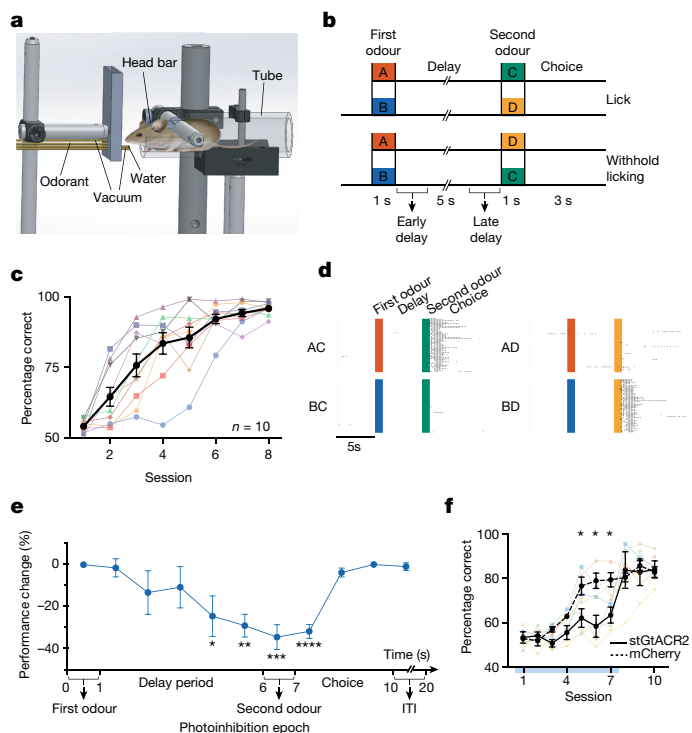 a
Head bar
Tube
Odorant
Water
Vacuum
b
First
odour
Second
odour
A
Delay
C
Choice
B
D
Lick
A
D
B
C
Withhold
licking
1 s
5 s
1 s
3 s
Early
delay
Late
delay
c
Percentage correct
100
75
50
2
4
6
8
n = 10
Session
d
First odour
Delay
Second odour
Choice
AC
AD
BC
BD
5s
e
Performance change (%)
0
−20
−40
*
**
***
****
Time (s)
0
1
Delay period
6
7
Choice
10
20
First odour
Second odour
ITI
Photoinhibition epoch
f
Percentage correct
100
80
60
40
* * *
stGtACR2
mCherry
1
4
7
10
Session